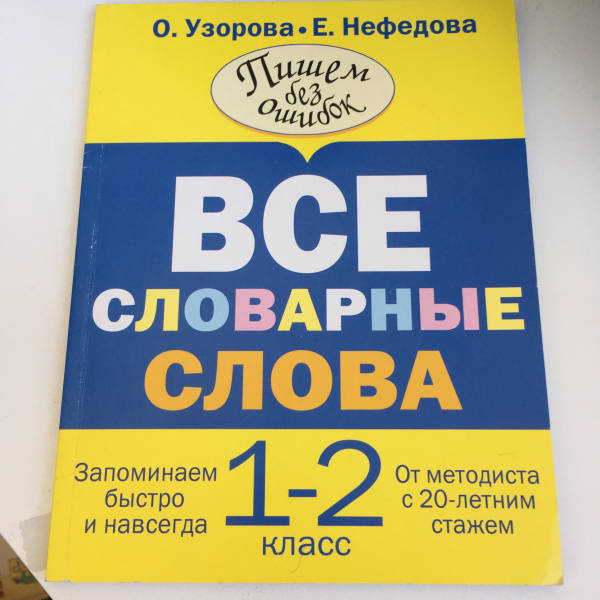 О. Узорова • Е. Нефедова
Пишем
без
ошибок
ВСЕ
СЛОВАРНЫЕ
СЛОВА
Запоминаем
быстро
и навсегда
1-2
класс
От методиста
с 20-летним
стажем